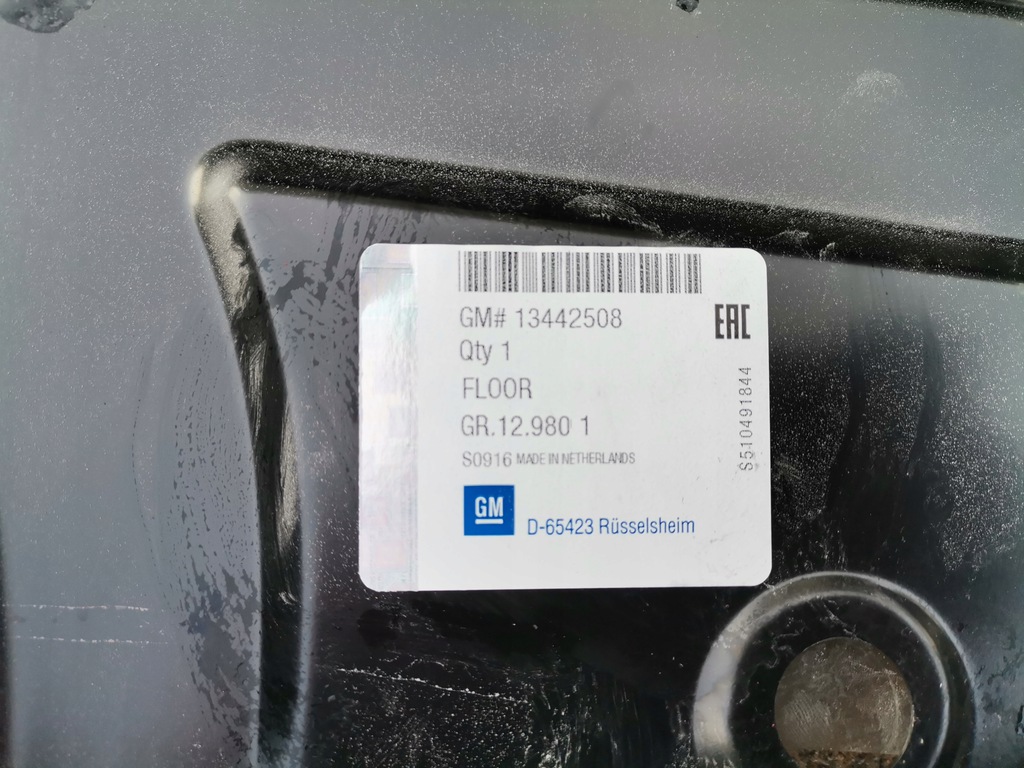 GM# 13442508
EAC
Qty 1
FLOOR
GR.12.980 1
S0916 MADE IN NETHERLANDS
S510491844
GM
D-65423 Rüsselsheim